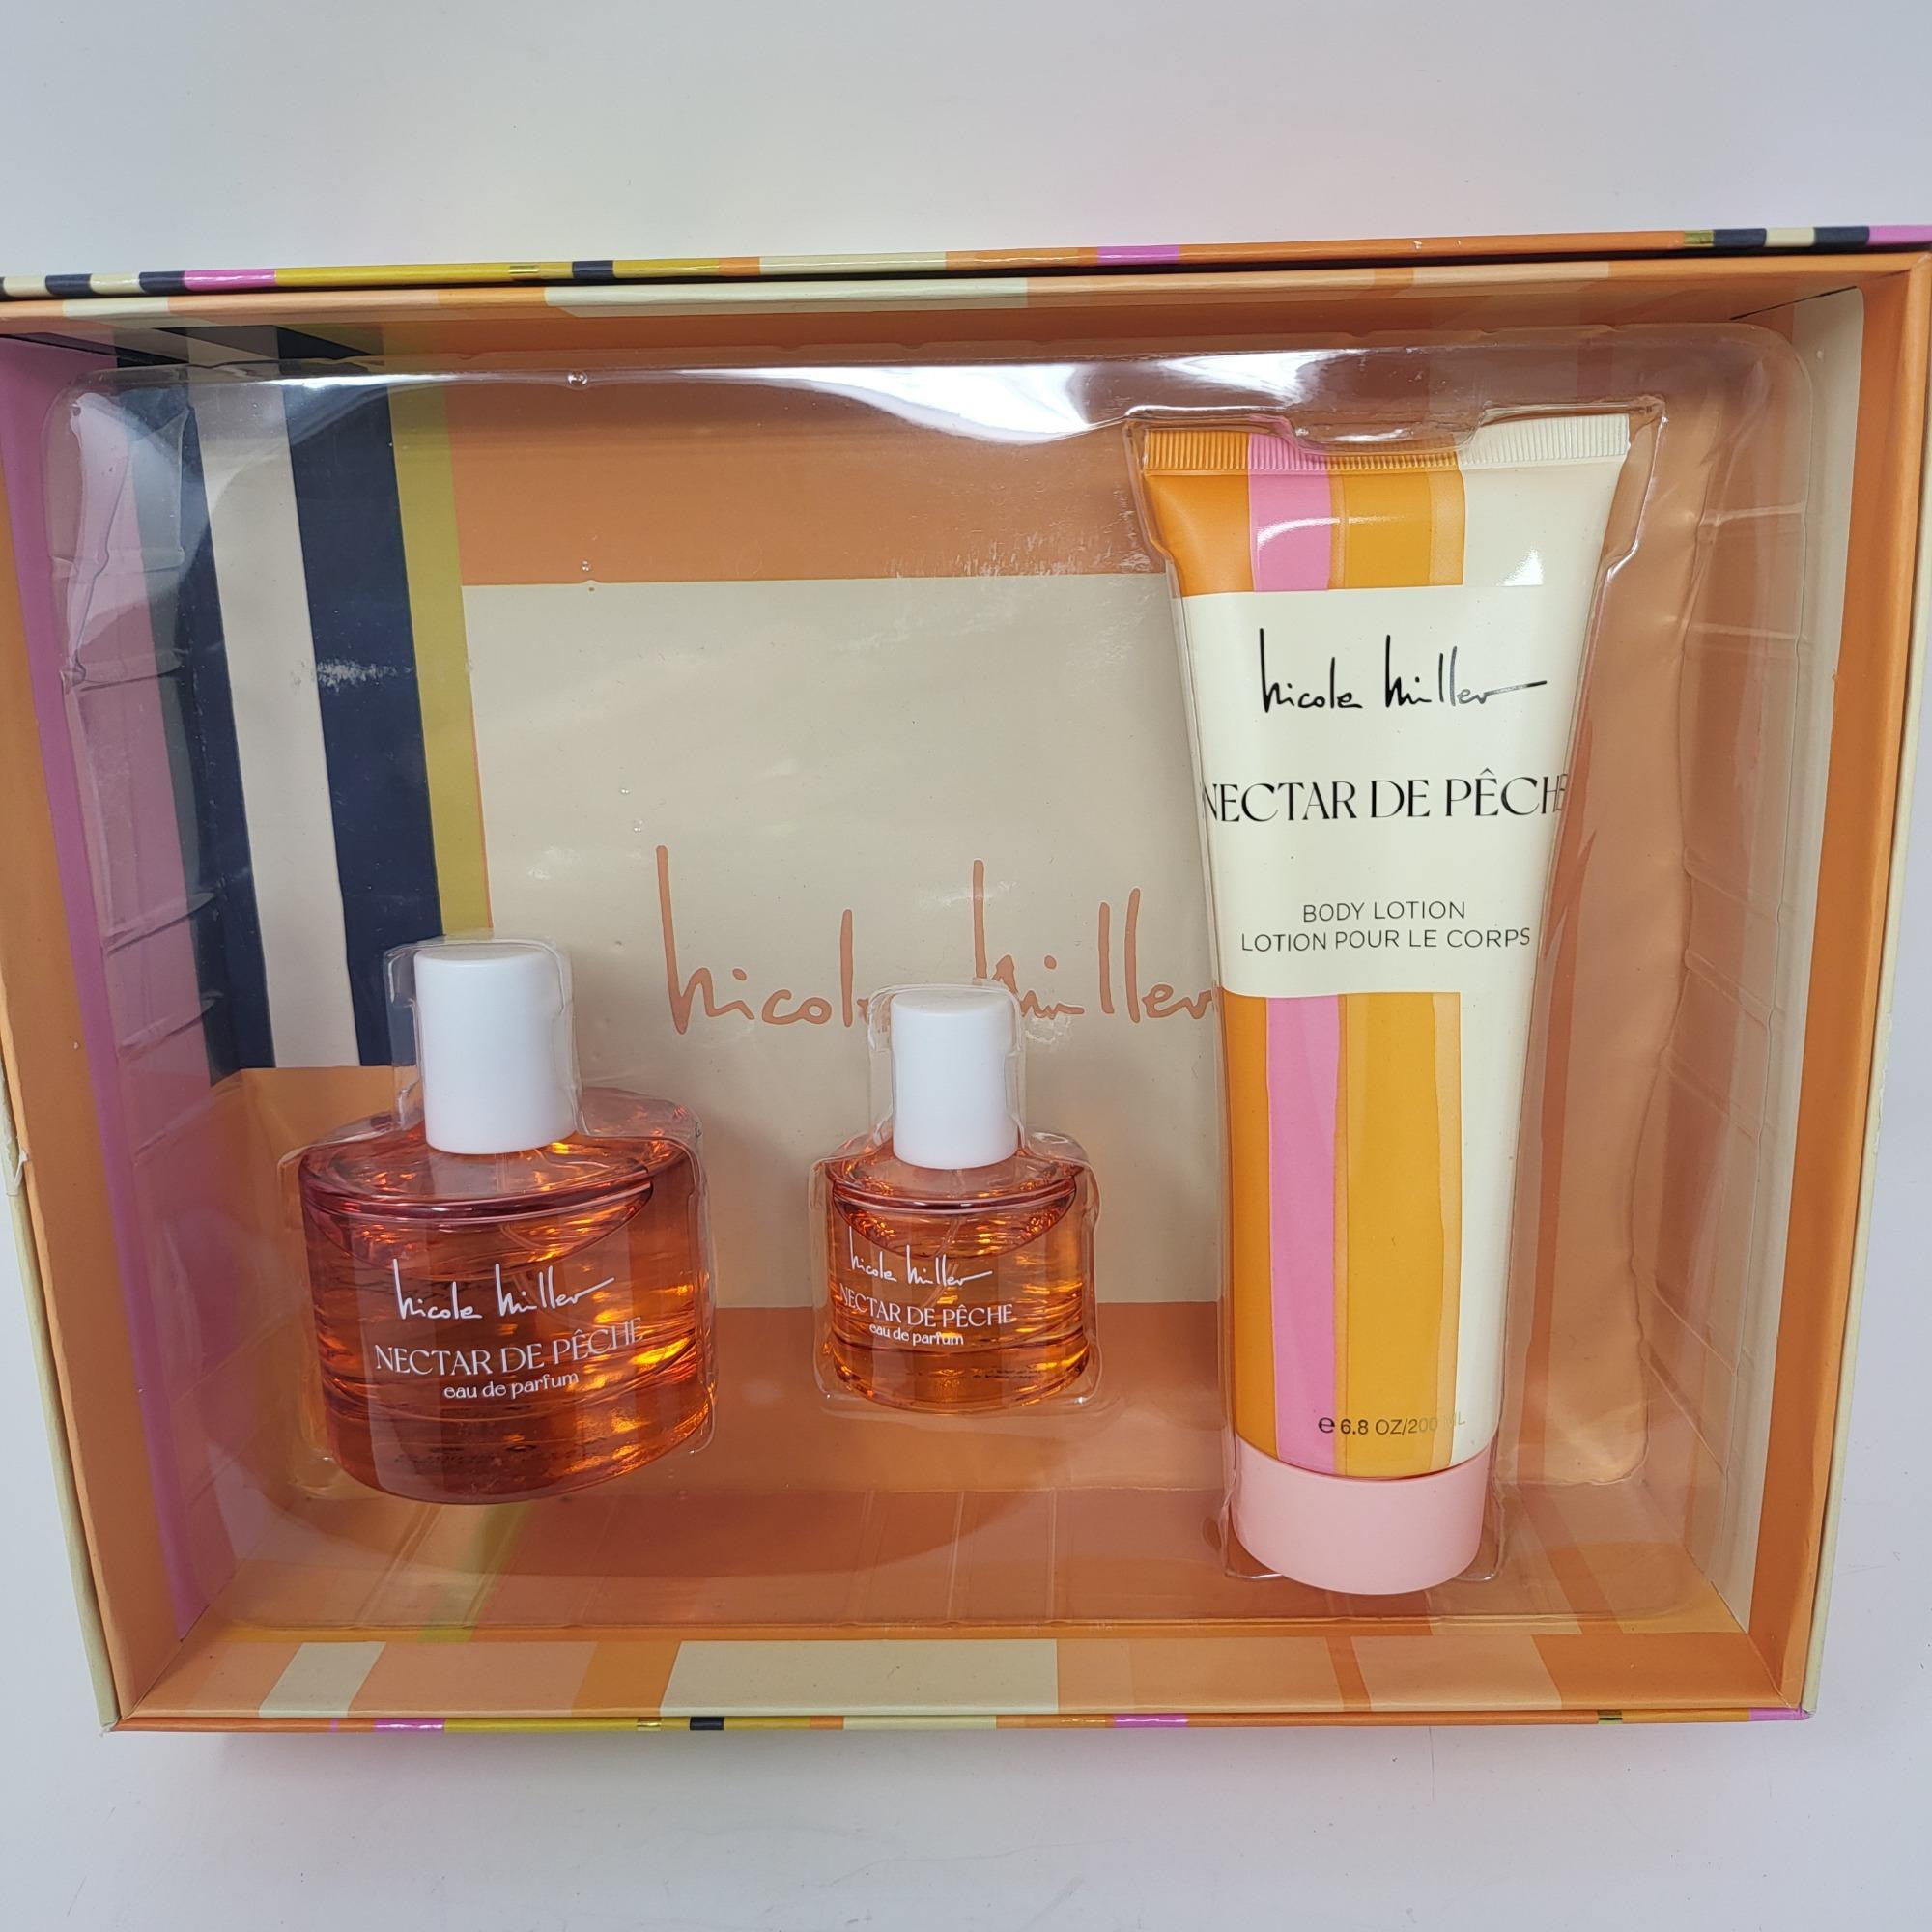 nicole miller
nicole miller
NECTAR DE PÊCHE
eau de parfum
nicole miller
NECTAR DE PÊCHE
eau de parfum
nicole miller
NECTAR DE PÊCHE
BODY LOTION
LOTION POUR LE CORPS
℮ 6.8 OZ/200 ML